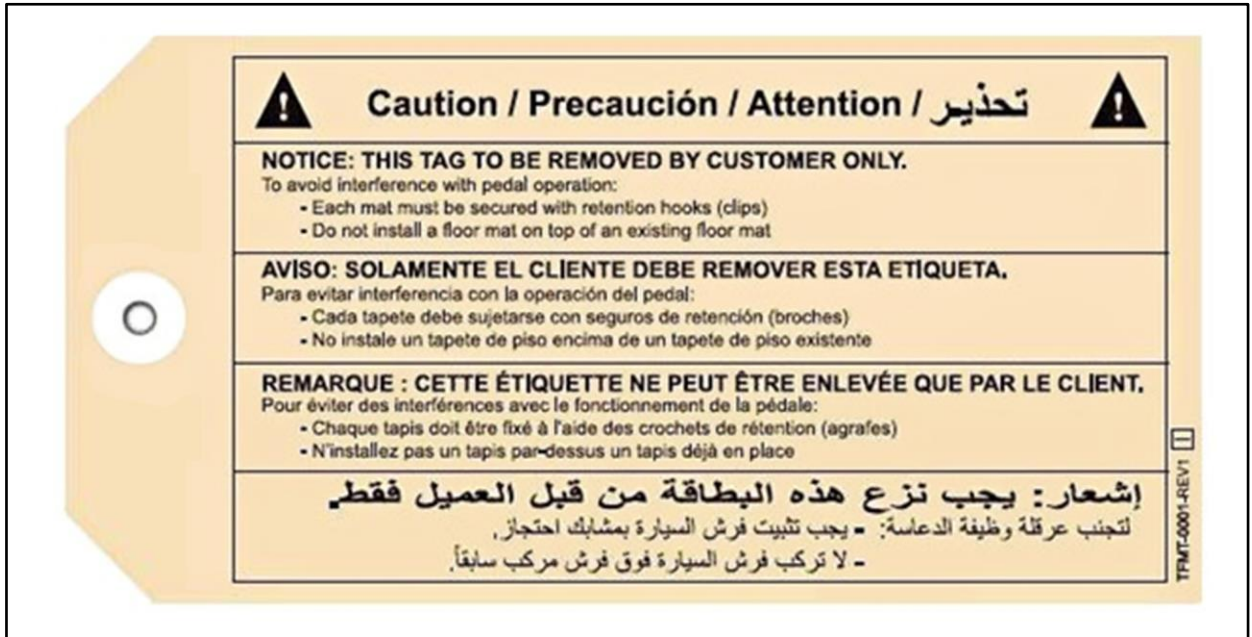 Caution / Precaución / Attention / تحذير
NOTICE: THIS TAG TO BE REMOVED BY CUSTOMER ONLY.
To avoid interference with pedal operation:
- Each mat must be secured with retention hooks (clips)
- Do not install a floor mat on top of an existing floor mat
AVISO: SOLAMENTE EL CLIENTE DEBE REMOVER ESTA ETIQUETA.
Para evitar interferencia con la operación del pedal:
- Cada tapete debe sujetarse con seguros de retención (broches)
- No instale un tapete de piso encima de un tapete de piso existente
REMARQUE : CETTE ÉTIQUETTE NE PEUT ÊTRE ENLEVÉE QUE PAR LE CLIENT.
Pour éviter des interférences avec le fonctionnement de la pédale:
- Chaque tapis doit être fixé à l'aide des crochets de rétention (agrafes)
- N'installez pas un tapis par-dessus un tapis déjà en place
إشعار: يجب نزع هذه البطاقة من قبل العميل فقط.
لتجنب عرقلة وظيفة الدعاسة: - يجب تثبيت فرش السيارة بمشابك احتجاز.
- لا تركب فرش السيارة فوق فرش مركب سابقاً.
TFMT-0001-REV1